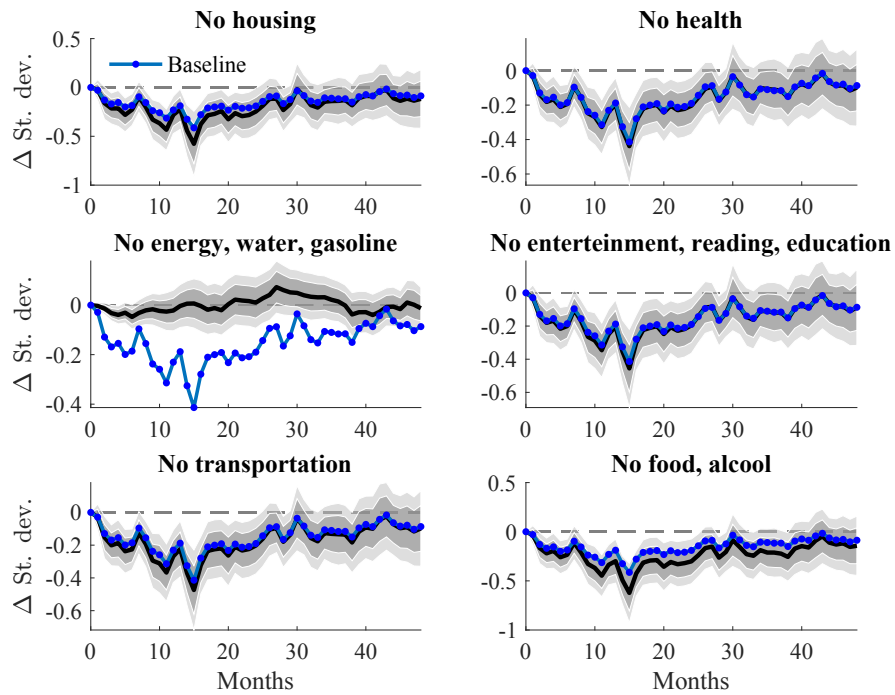 No housing
No health
Δ St. dev.
0.5
0
-0.5
-1
Baseline
0 10 20 30 40
0
-0.2
-0.4
-0.6
0 10 20 30 40
No energy, water, gasoline
No enterteinment, reading, education
Δ St. dev.
0
-0.2
-0.4
0 10 20 30 40
0
-0.2
-0.4
-0.6
0 10 20 30 40
No transportation
No food, alcool
Δ St. dev.
0
-0.2
-0.4
-0.6
0 10 20 30 40
Months
0.5
0
-0.5
-1
0 10 20 30 40
Months